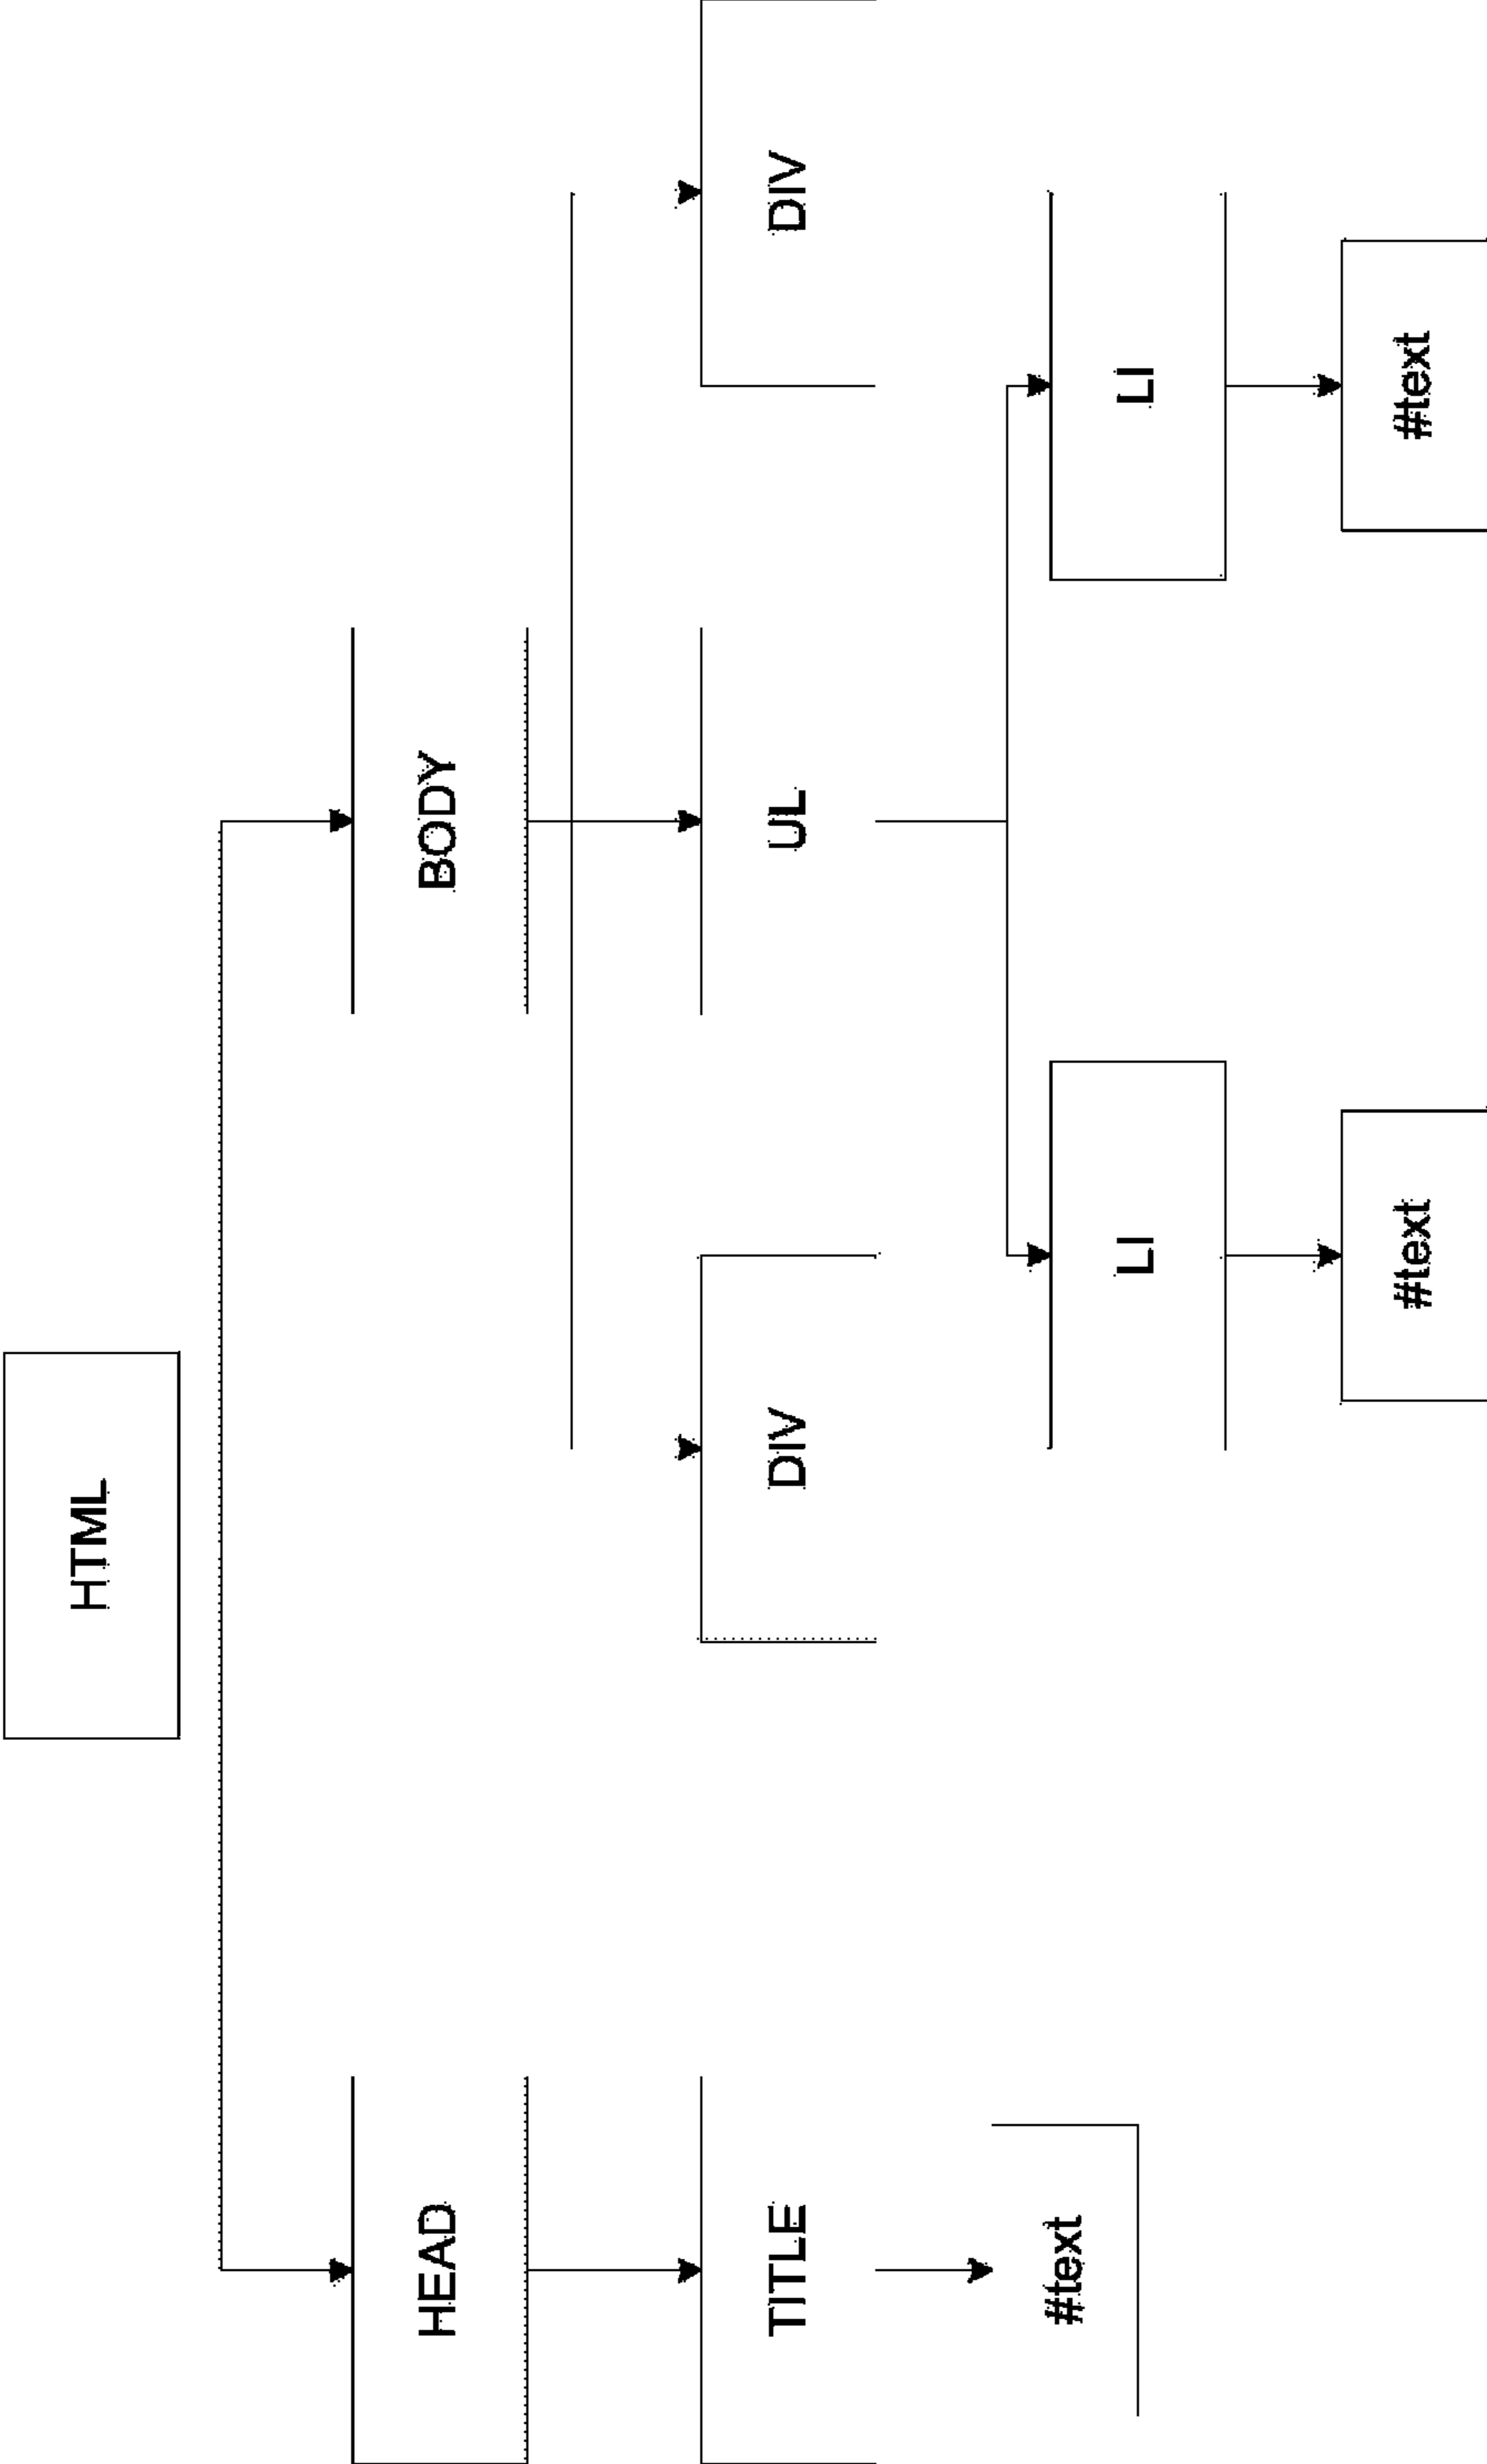 HTML
HEAD
BODY
TITLE
DIV
UL
DIV
#text
LI
LI
#text
#text